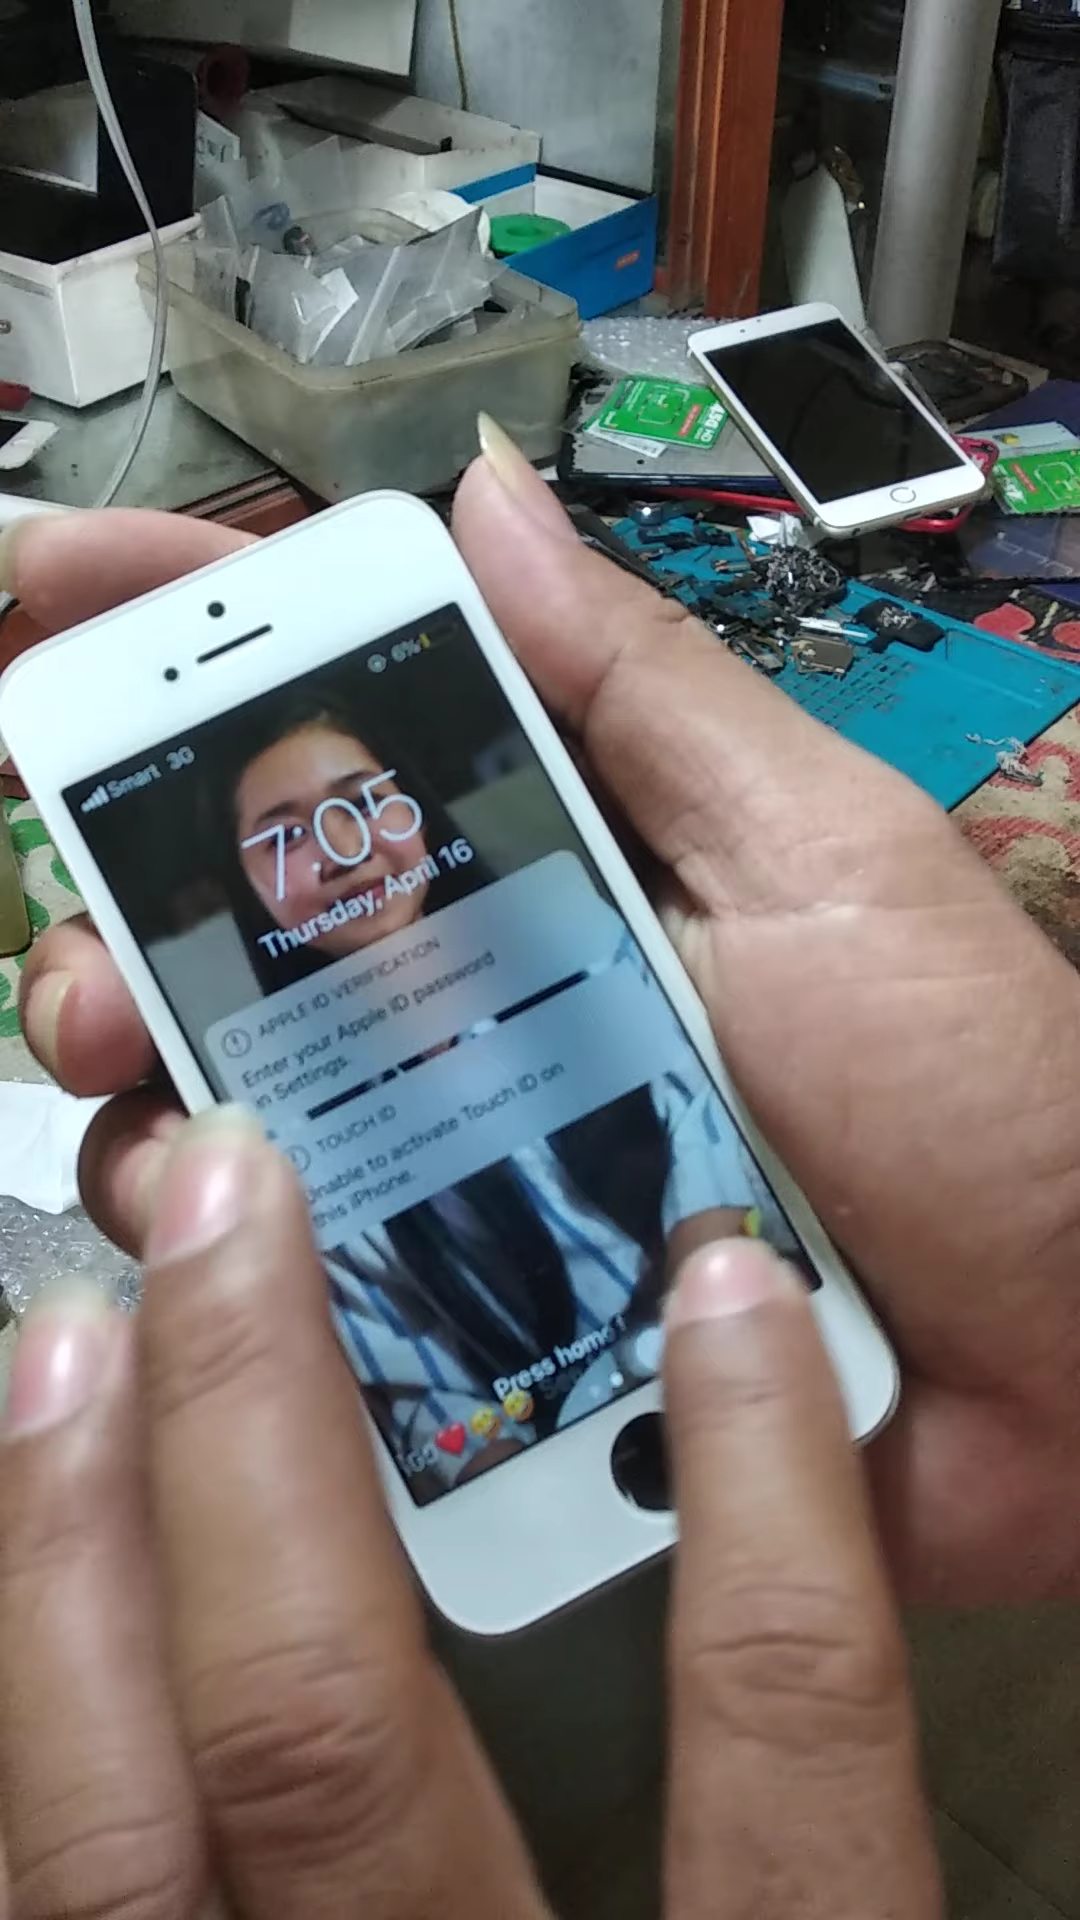 Smart 3G
6%
7:05
Thursday, April 16
APPLE ID VERIFICATION
Enter your Apple ID password
in Settings.
TOUCH ID
Unable to activate Touch ID on
this iPhone.
Press home t